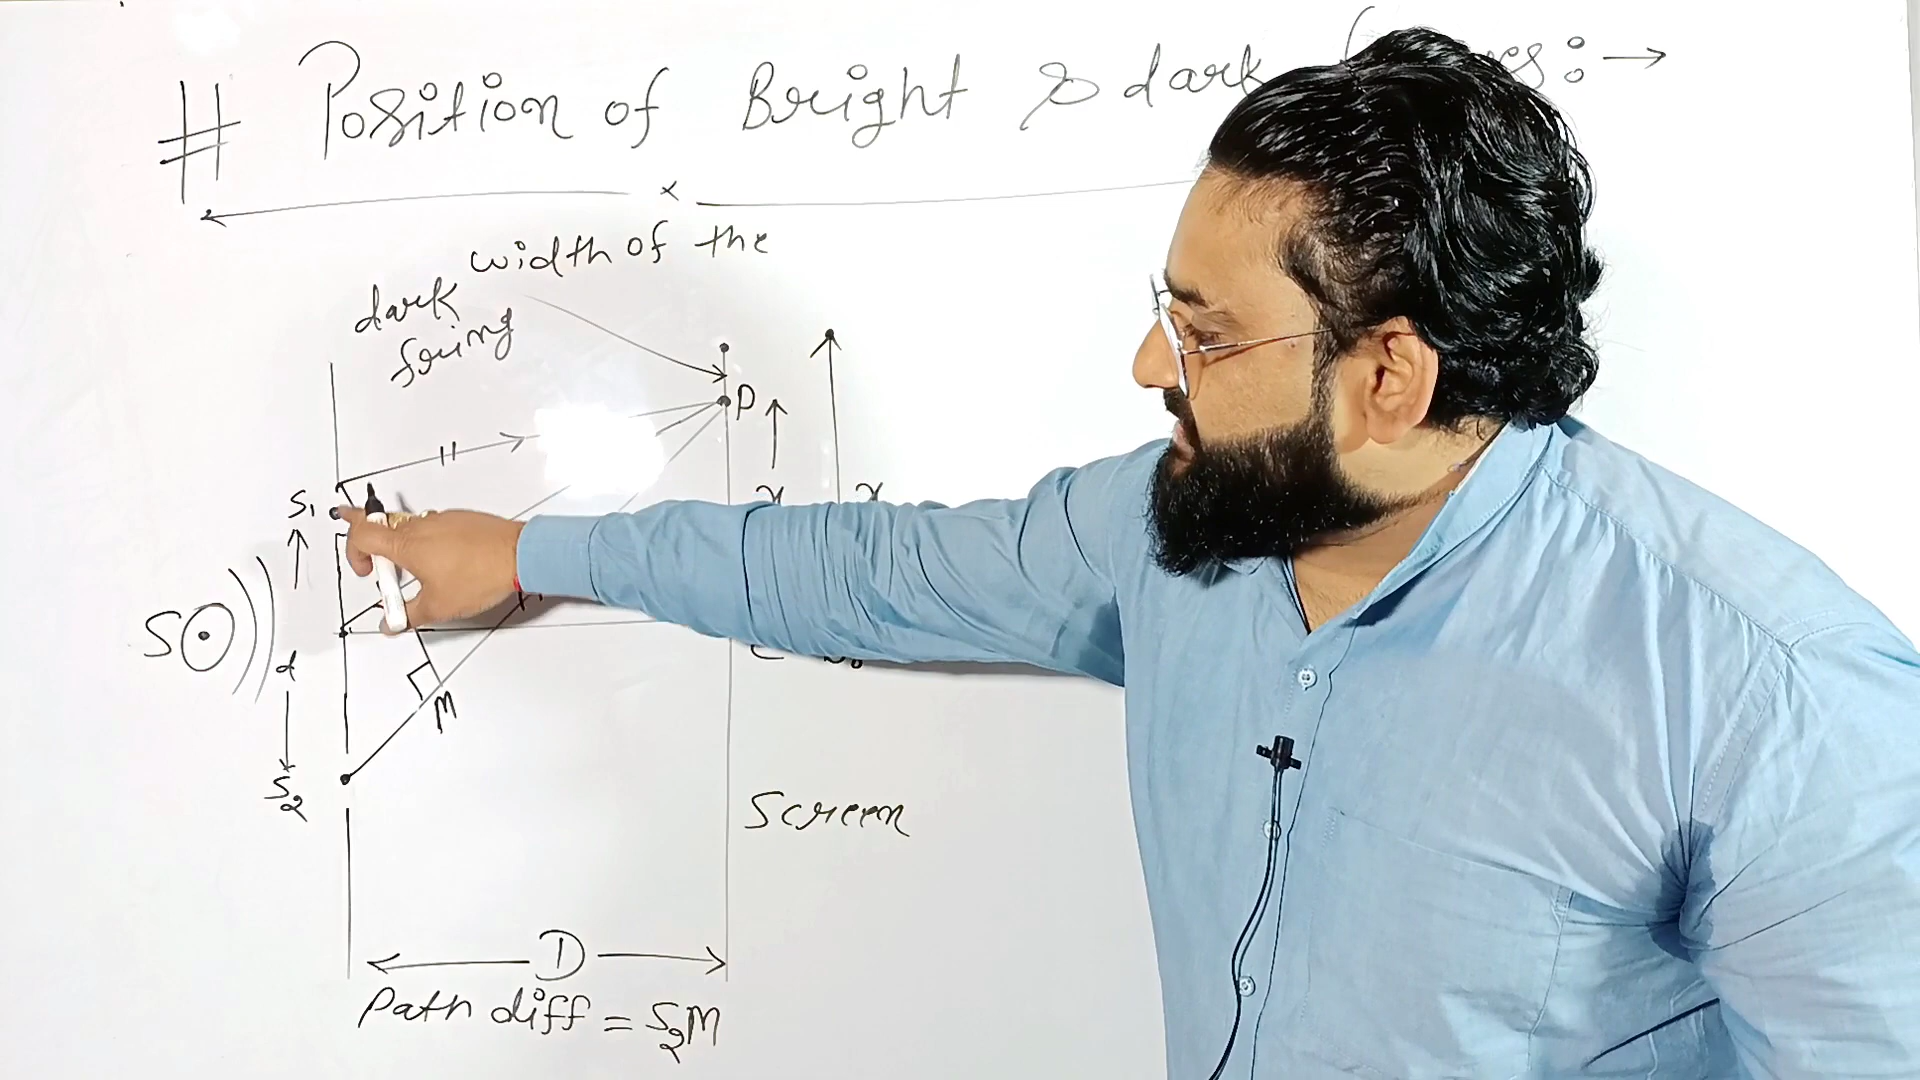 # Position of Bright & dark
x
width of the
dark
fring
P
x
x
S₁
S
d
M
S₂
Screen
D
Path diff = S₂M